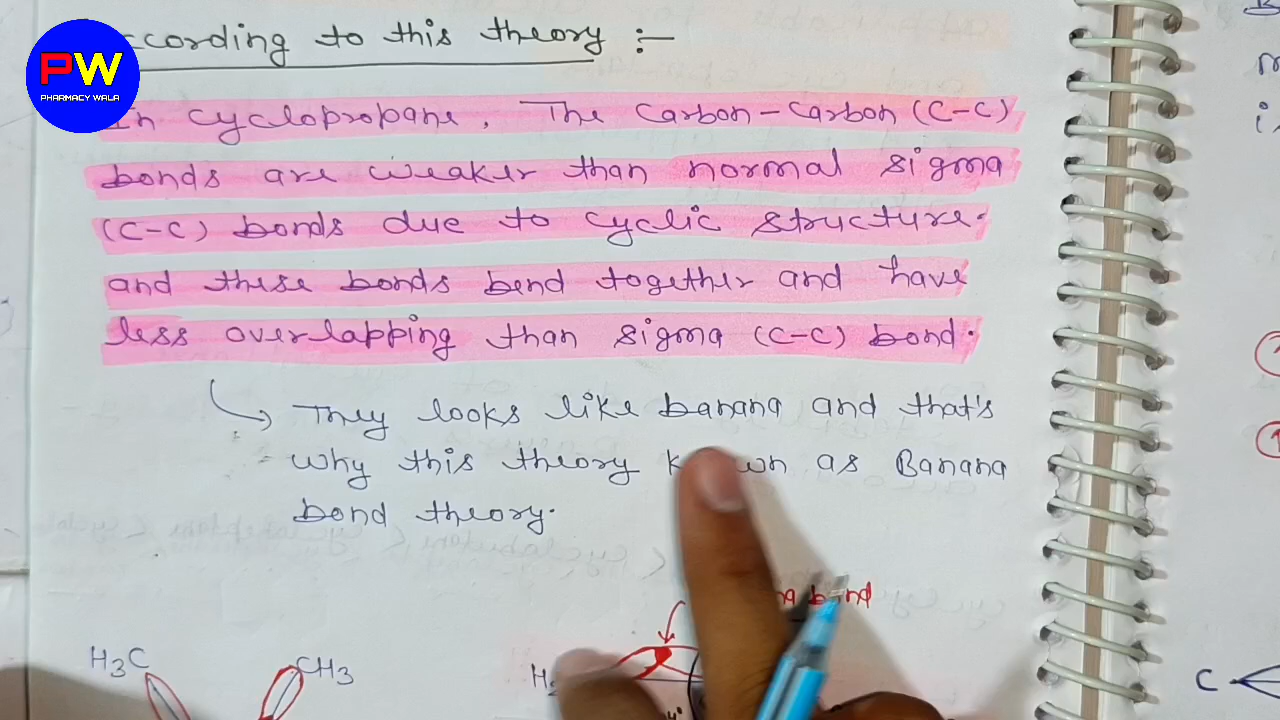 ccording to this theory :-
PW
PHARMACY WALA
In cyclopropane, The Carbon-Carbon (C-C)
bonds are weaker than normal sigma
(C-C) bonds due to cyclic structure.
and these bonds bend together and have
less overlapping than sigma (C-C) bond.
→ They looks like banana and that's
why this theory known as Banana
bond theory.
bond
H3C
CH3
C